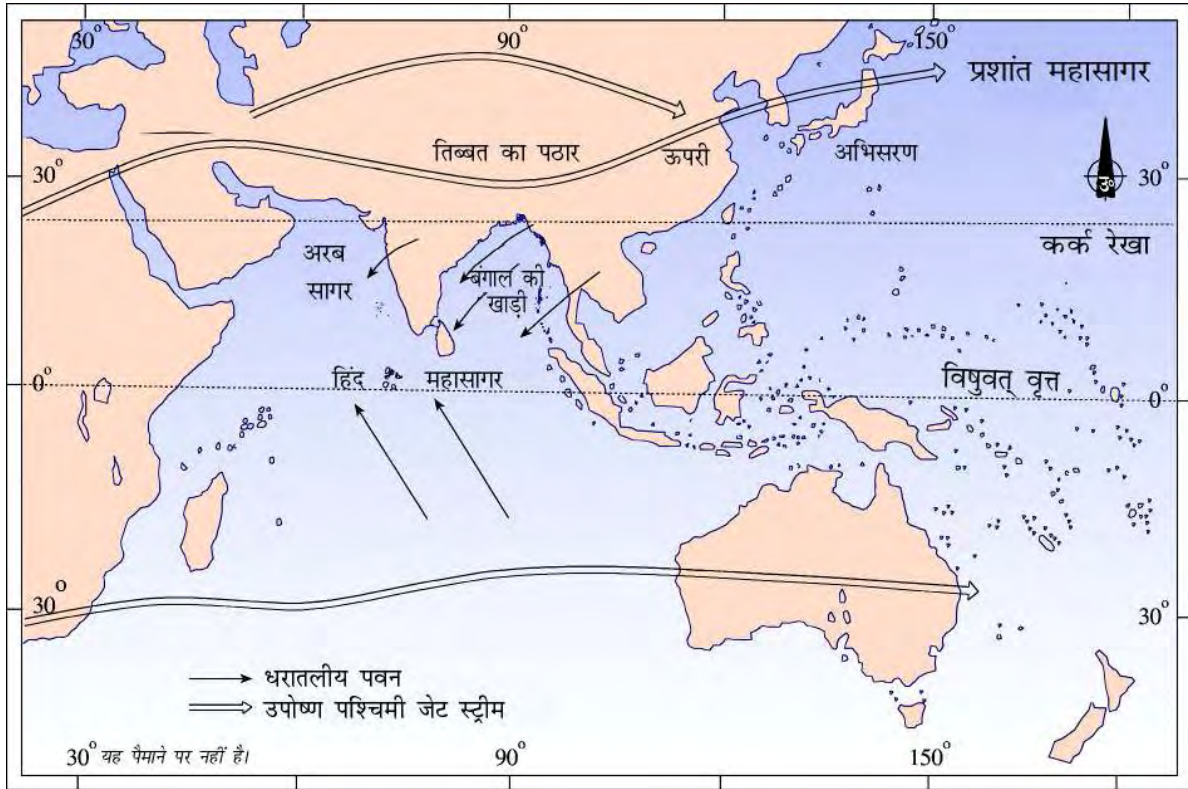 30° 90° 150°
प्रशांत महासागर
तिब्बत का पठार ऊपरी अभिसरण
30° 30°
उ०
कर्क रेखा
अरब
सागर
बंगाल की
खाड़ी
हिंद महासागर
विषुवत् वृत्त
0° 0°
30° 30°
धरातलीय पवन
उपोष्ण पश्चिमी जेट स्ट्रीम
30° यह पैमाने पर नहीं है। 90° 150°